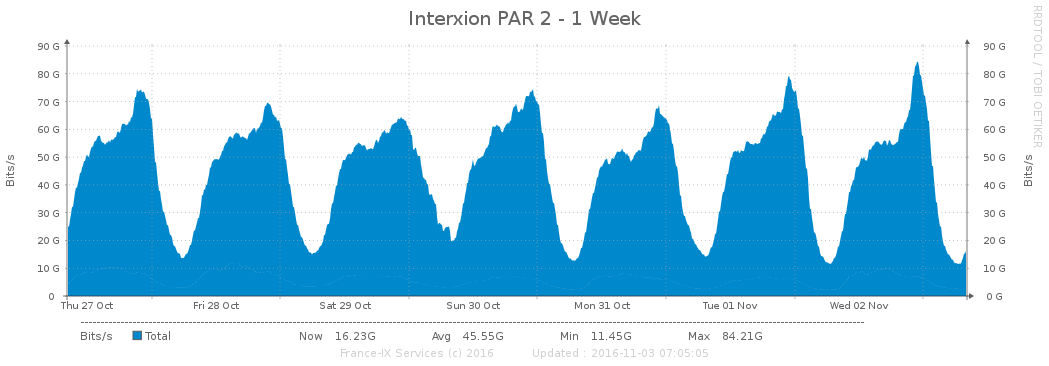 Interxion PAR 2 - 1 Week
RRDTOOL / TOBI OETIKER
Bits/s
90 G
80 G
70 G
60 G
50 G
40 G
30 G
20 G
10 G
0
90 G
80 G
70 G
60 G
50 G
40 G
30 G
20 G
10 G
0 G
Bits/s
Thu 27 Oct Fri 28 Oct Sat 29 Oct Sun 30 Oct Mon 31 Oct Tue 01 Nov Wed 02 Nov
Bits/s Total Now 16.23G Avg 45.55G Min 11.45G Max 84.21G
France-IX Services (c) 2016 Updated : 2016-11-03 07:05:05